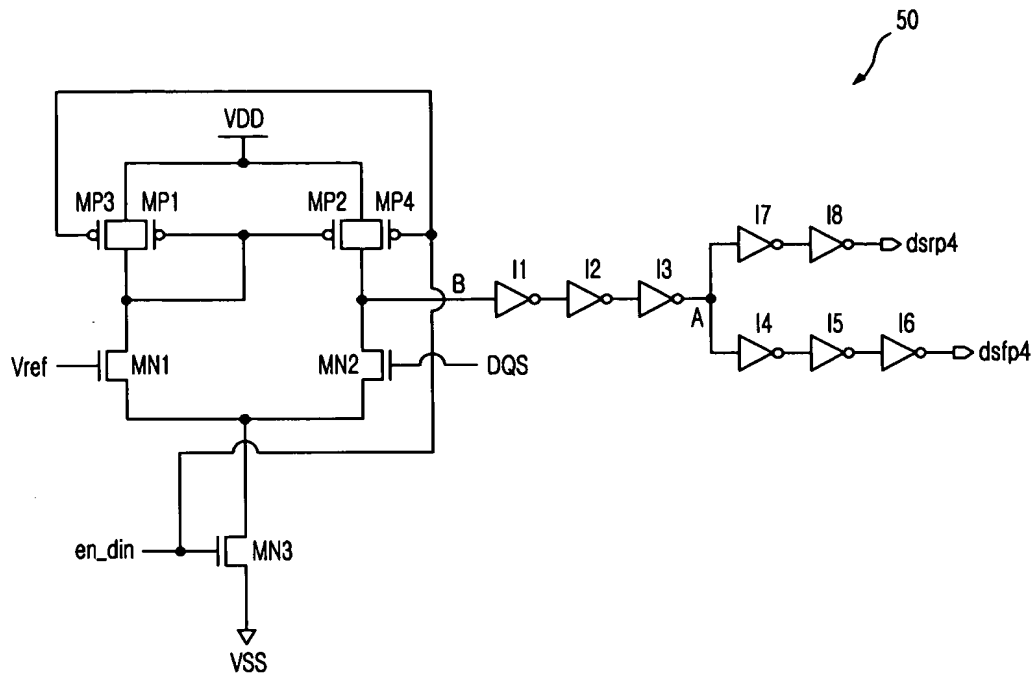 50
VDD
MP3 MP1 MP2 MP4
I7 I8 dsrp4
B I1 I2 I3 A
I4 I5 I6 dsfp4
Vref MN1 MN2 DQS
en_din MN3
VSS